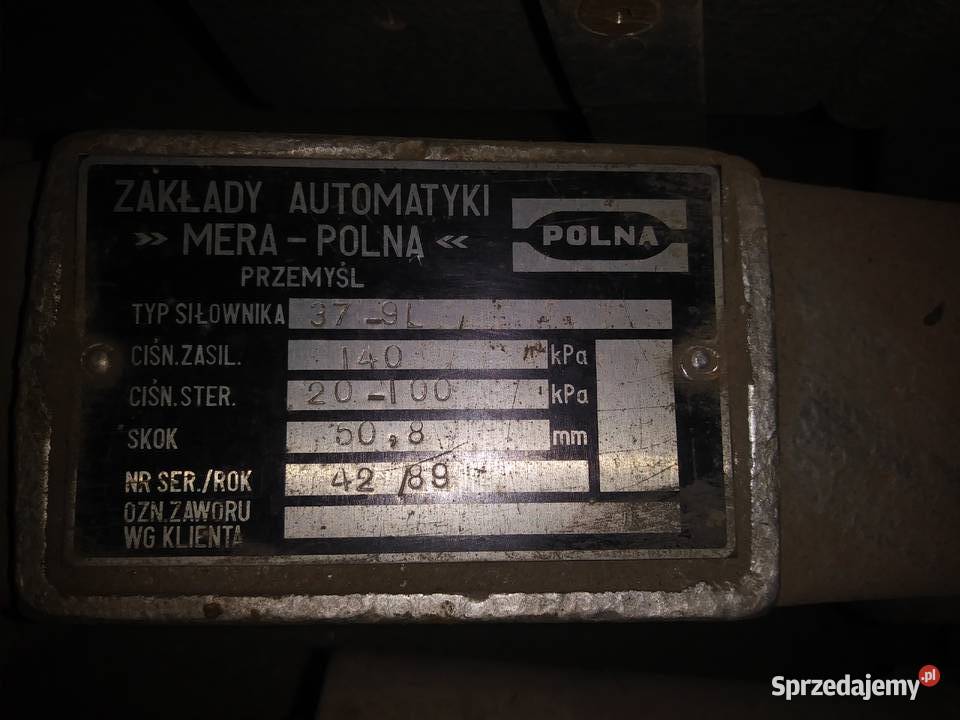 ZAKŁADY AUTOMATYKI
» MERA-POLNA «
PRZEMYŚL
POLNA
TYP SIŁOWNIKA 37-9L
CIŚN. ZASIL. 140 kPa
CIŚN. STER. 20-100 kPa
SKOK 50,8 mm
NR SER./ROK 42/89
OZN. ZAWORU
WG KLIENTA
Sprzedajemy.pl